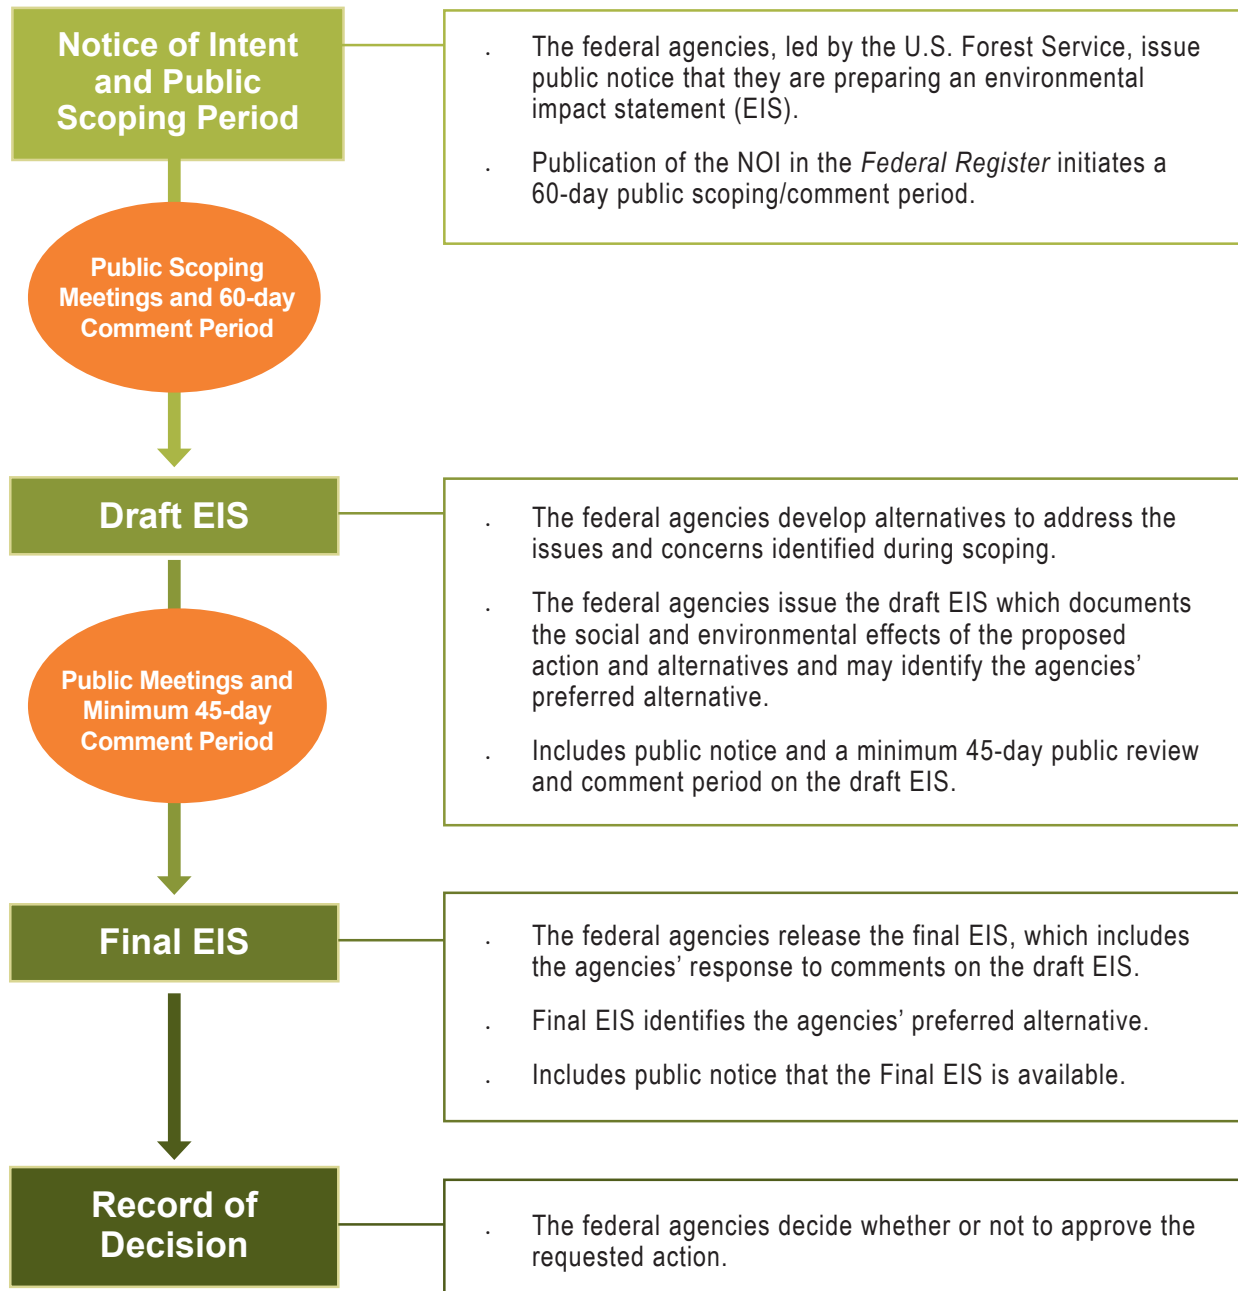 Notice of Intent
and Public
Scoping Period
. The federal agencies, led by the U.S. Forest Service, issue
public notice that they are preparing an environmental
impact statement (EIS).
. Publication of the NOI in the Federal Register initiates a
60-day public scoping/comment period.
Public Scoping
Meetings and 60-day
Comment Period
Draft EIS
. The federal agencies develop alternatives to address the
issues and concerns identified during scoping.
. The federal agencies issue the draft EIS which documents
the social and environmental effects of the proposed
action and alternatives and may identify the agencies’
preferred alternative.
. Includes public notice and a minimum 45-day public review
and comment period on the draft EIS.
Public Meetings and
Minimum 45-day
Comment Period
Final EIS
. The federal agencies release the final EIS, which includes
the agencies’ response to comments on the draft EIS.
. Final EIS identifies the agencies’ preferred alternative.
. Includes public notice that the Final EIS is available.
Record of
Decision
. The federal agencies decide whether or not to approve the
requested action.